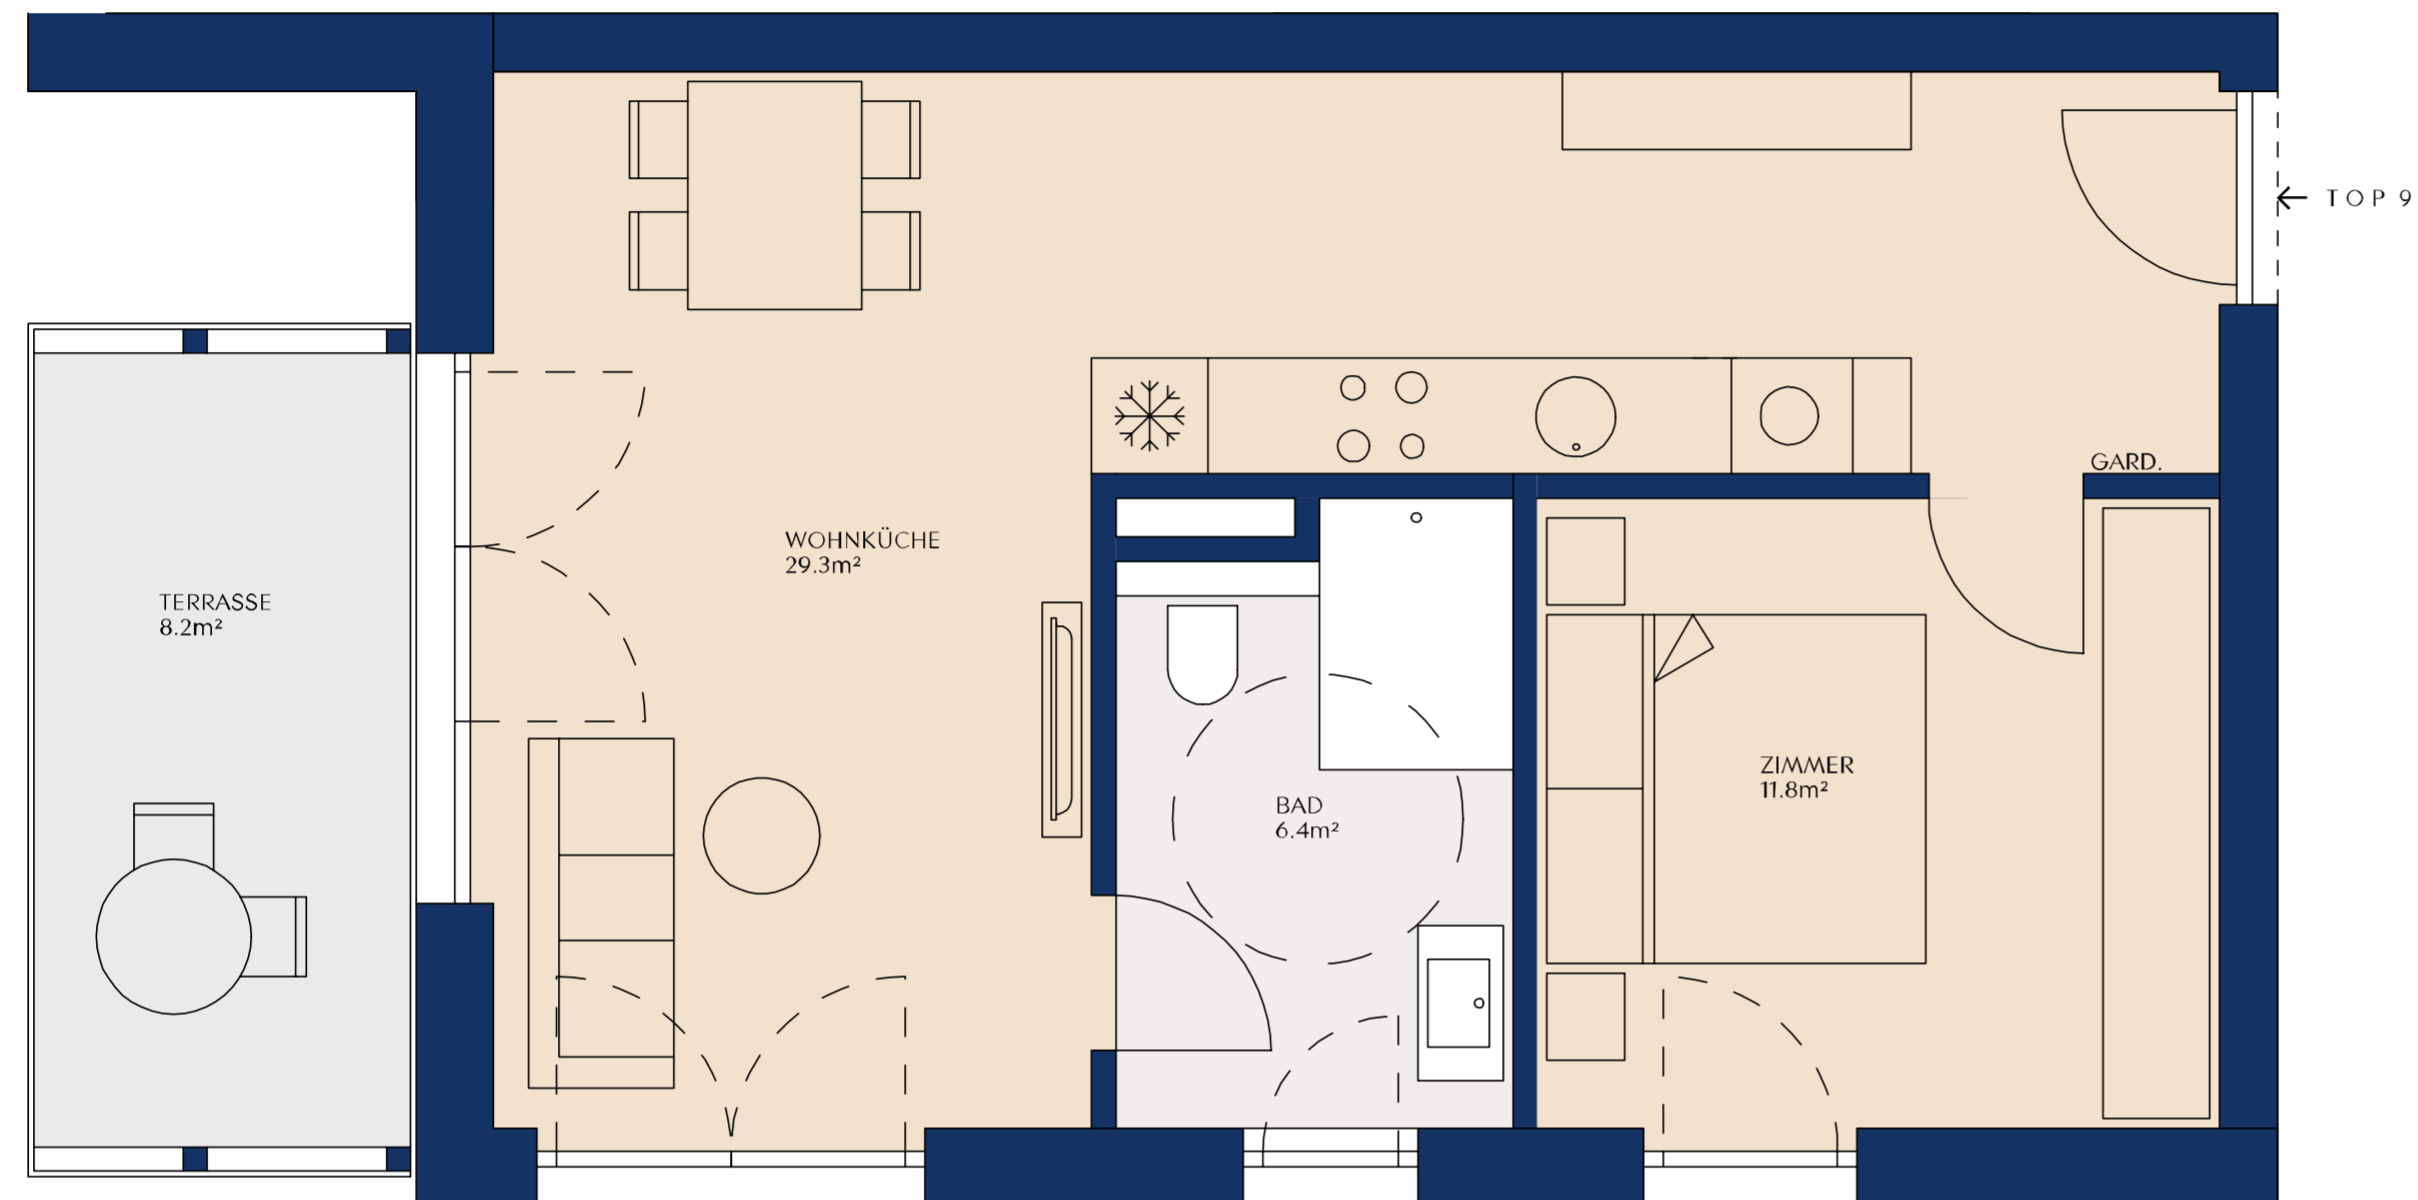 TOP 9
GARD.
WOHNKÜCHE
29.3m²
TERRASSE
8.2m²
ZIMMER
11.8m²
BAD
6.4m²